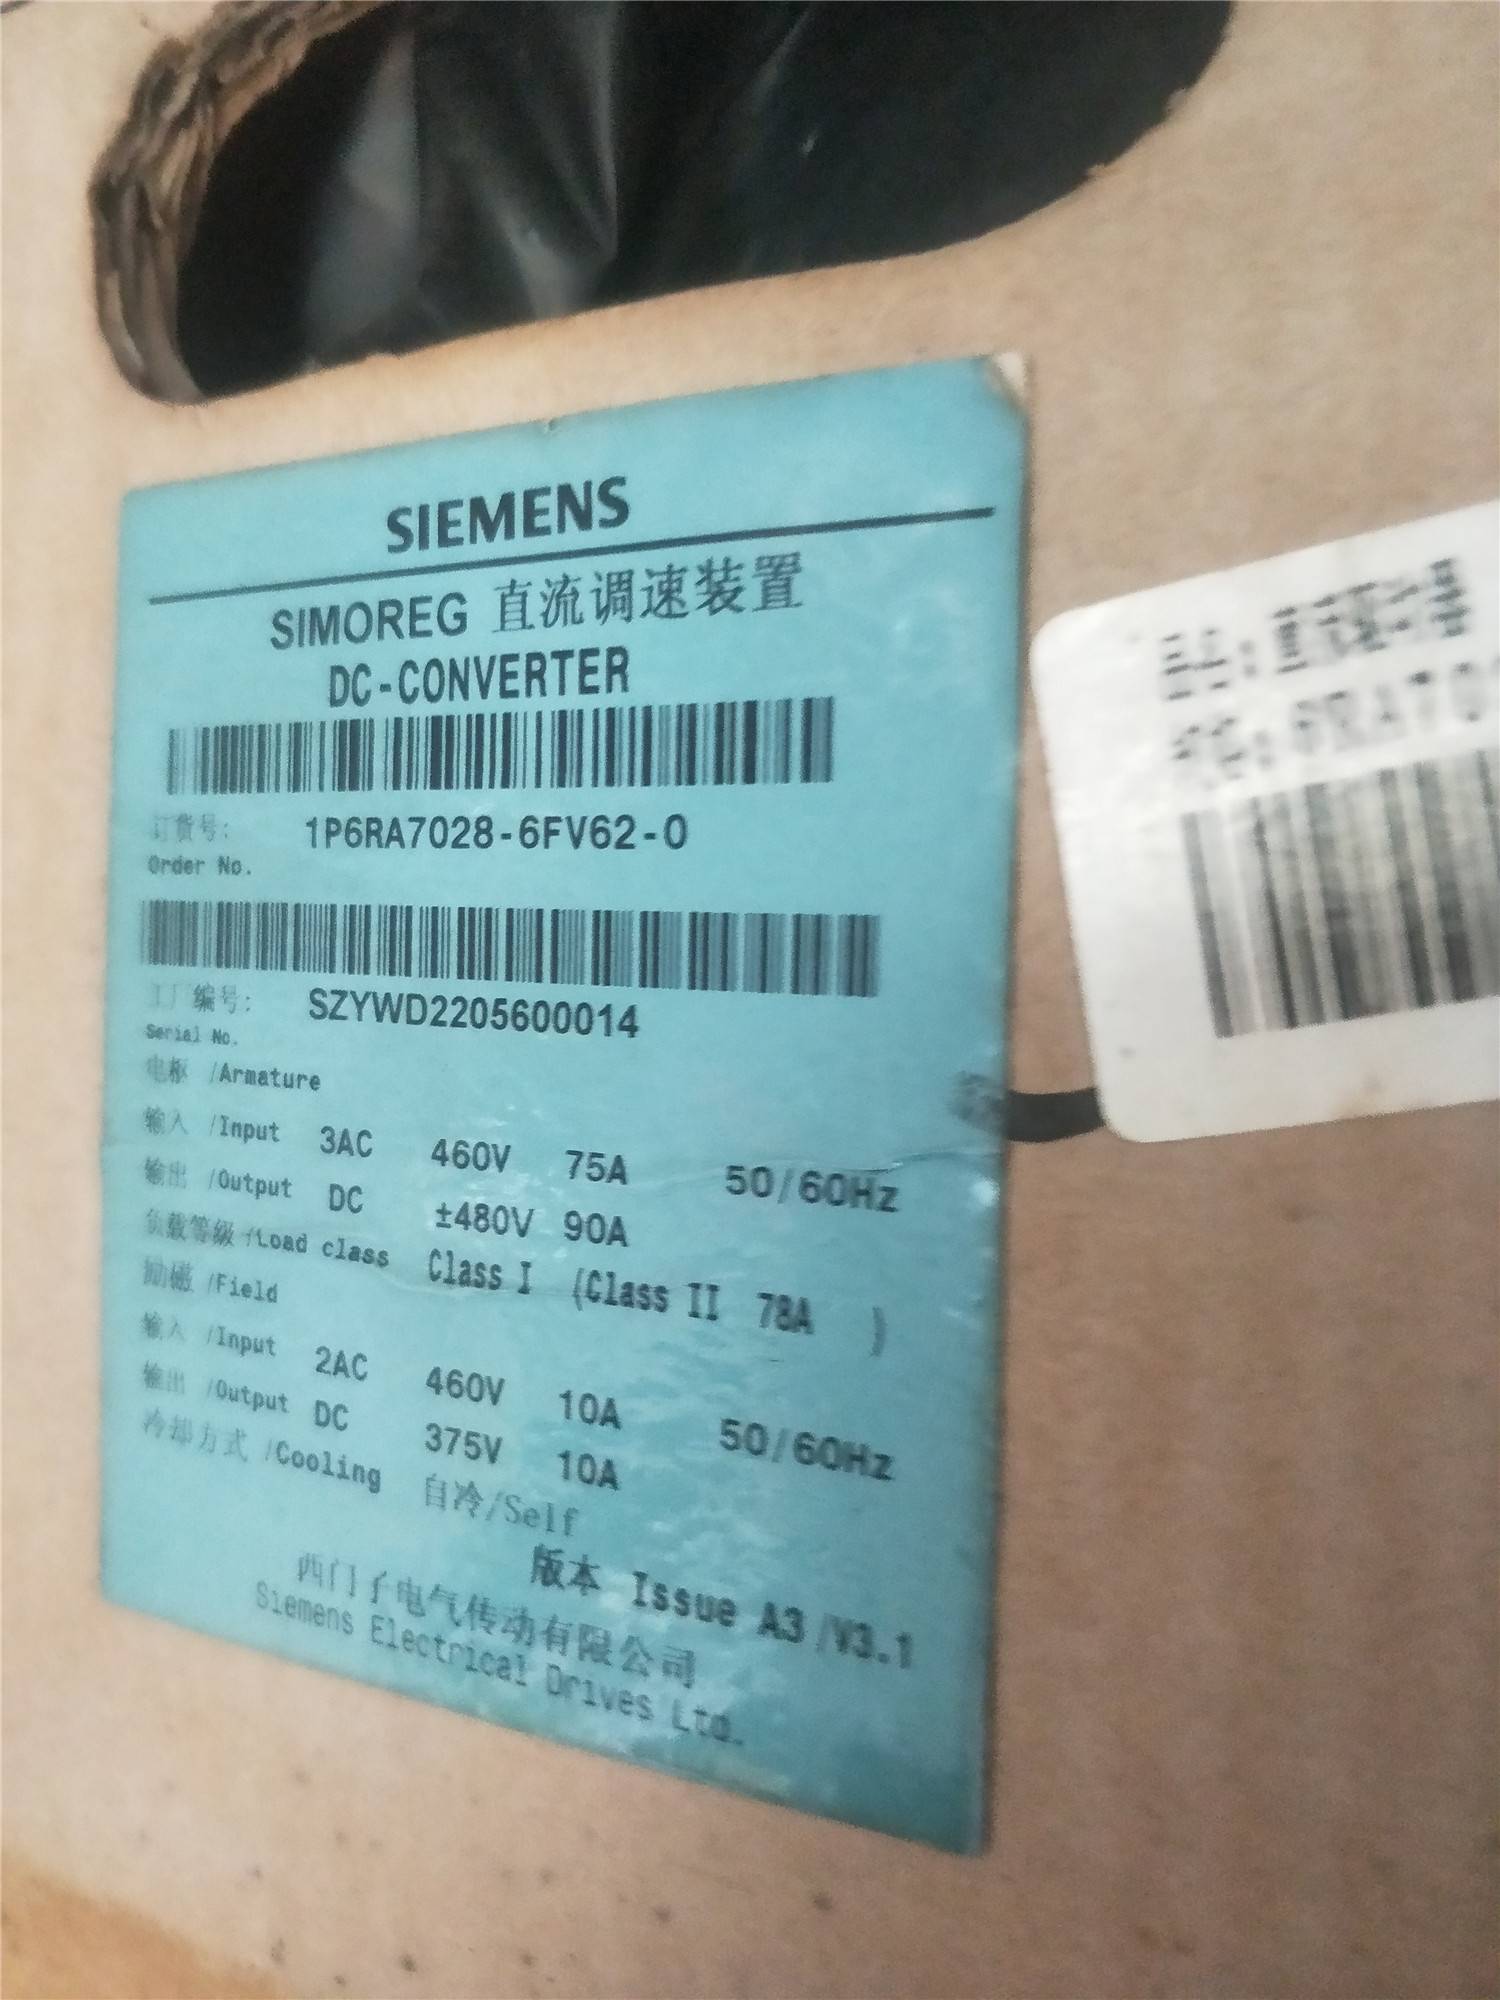 SIEMENS
SIMOREG 直流调速装置
DC-CONVERTER
订货号: 1P6RA7028-6FV62-0
Order No.
工厂编号: SZYWD2205600014
Serial No.
电枢 /Armature
输入 /Input 3AC 460V 75A 50/60Hz
输出 /Output DC ±480V 90A
负载等级/Load class Class I (Class II 78A )
励磁 /Field
输入 /Input 2AC 460V 10A 50/60Hz
输出 /Output DC 375V 10A
冷却方式 /Cooling 自冷/Self
版本 Issue A3/V3.1
西门子电气传动有限公司
Siemens Electrical Drives Ltd.
6RA70